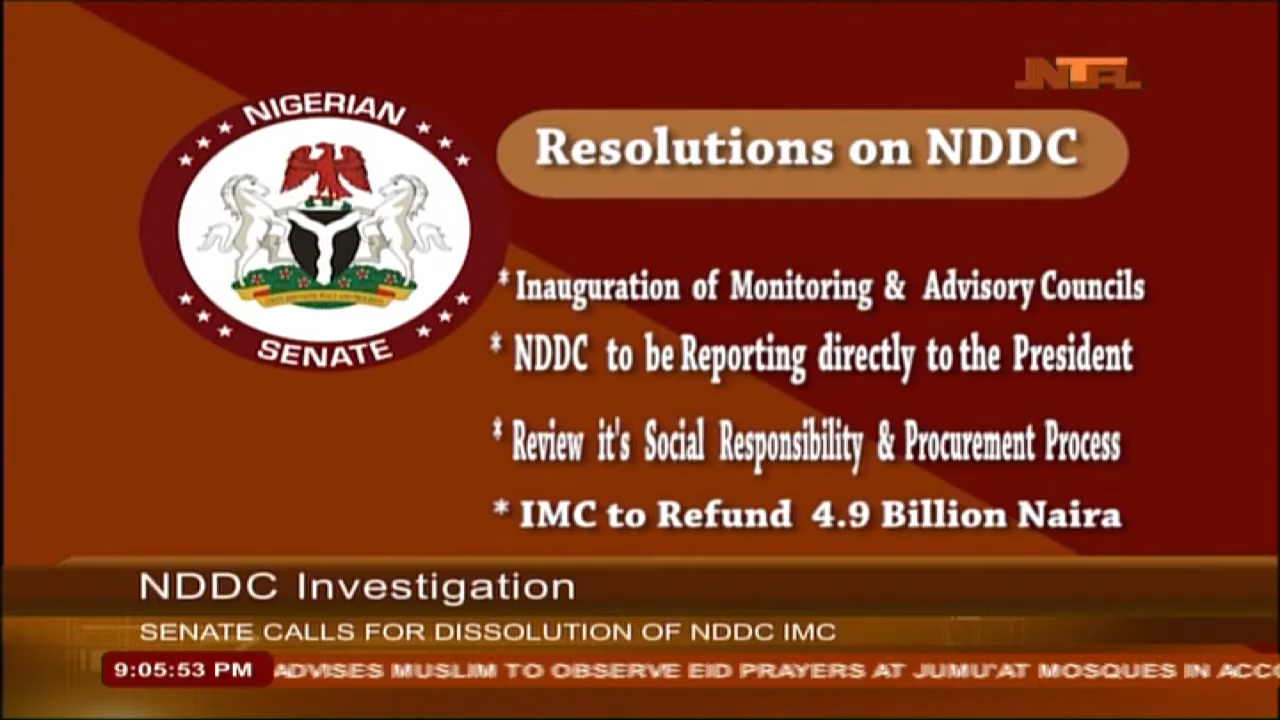 NIGERIAN
SENATE
Resolutions on NDDC
* Inauguration of Monitoring & Advisory Councils
* NDDC to be Reporting directly to the President
* Review it's Social Responsibility & Procurement Process
* IMC to Refund 4.9 Billion Naira
NDDC Investigation
SENATE CALLS FOR DISSOLUTION OF NDDC IMC
9:05:53 PM ADVISES MUSLIM TO OBSERVE EID PRAYERS AT JUMU'AT MOSQUES IN ACC